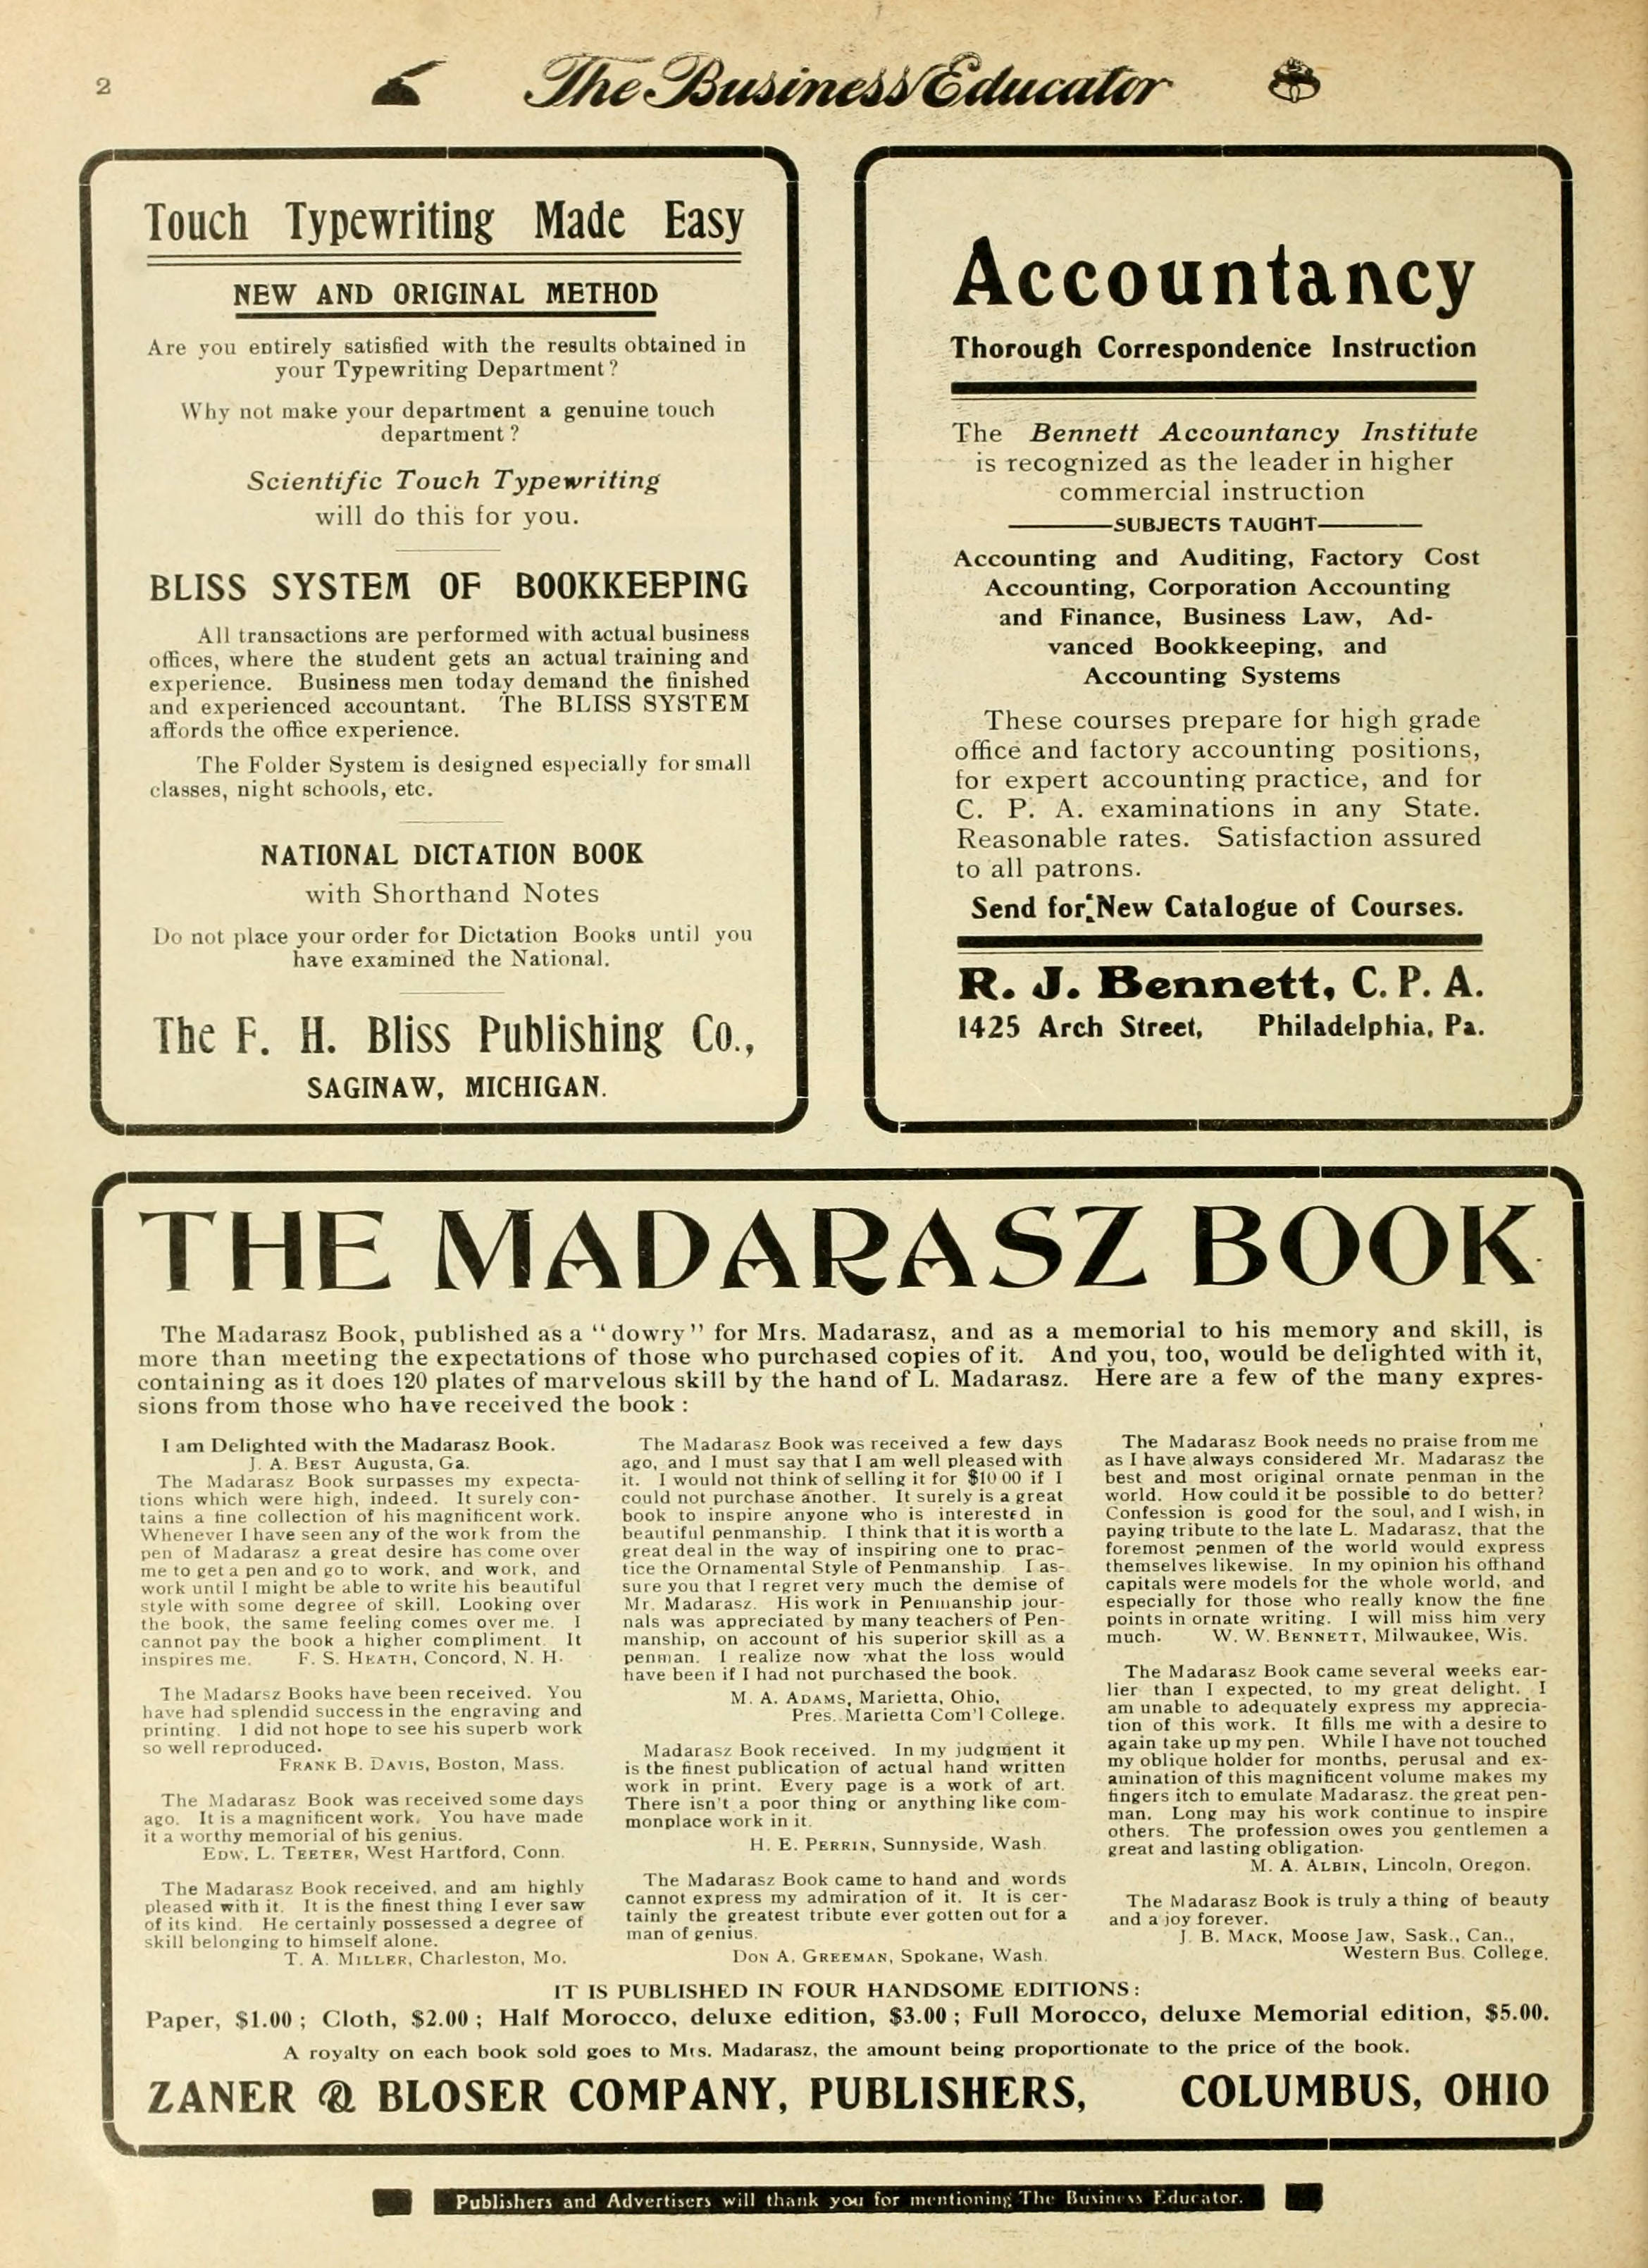 2
The Business Educator
Touch Typewriting Made Easy
NEW AND ORIGINAL METHOD
Are you entirely satisfied with the results obtained in
your Typewriting Department?
Why not make your department a genuine touch
department?
Scientific Touch Typewriting
will do this for you.
BLISS SYSTEM OF BOOKKEEPING
All transactions are performed with actual business
offices, where the student gets an actual training and
experience. Business men today demand the finished
and experienced accountant. The BLISS SYSTEM
affords the office experience.
The Folder System is designed especially for small
classes, night schools, etc.
NATIONAL DICTATION BOOK
with Shorthand Notes
Do not place your order for Dictation Books until you
have examined the National.
The F. H. Bliss Publishing Co.,
SAGINAW, MICHIGAN.
Accountancy
Thorough Correspondence Instruction
The Bennett Accountancy Institute
is recognized as the leader in higher
commercial instruction
SUBJECTS TAUGHT
Accounting and Auditing, Factory Cost
Accounting, Corporation Accounting
and Finance, Business Law, Ad-
vanced Bookkeeping, and
Accounting Systems
These courses prepare for high grade
office and factory accounting positions,
for expert accounting practice, and for
C. P. A. examinations in any State.
Reasonable rates. Satisfaction assured
to all patrons.
Send for New Catalogue of Courses.
R. J. Bennett, C. P. A.
1425 Arch Street, Philadelphia, Pa.
THE MADARASZ BOOK
The Madarasz Book, published as a "dowry" for Mrs. Madarasz, and as a memorial to his memory and skill, is
more than meeting the expectations of those who purchased copies of it. And you, too, would be delighted with it,
containing as it does 120 plates of marvelous skill by the hand of L. Madarasz. Here are a few of the many expres-
sions from those who have received the book:
I am Delighted with the Madarasz Book.
J. A. BEST Augusta, Ga.
The Madarasz Book surpasses my expecta-
tions which were high, indeed. It surely con-
tains a fine collection of his magnificent work.
Whenever I have seen any of the work from the
pen of Madarasz a great desire has come over
me to get a pen and go to work, and work, and
work until I might be able to write his beautiful
style with some degree of skill. Looking over
the book, the same feeling comes over me. I
cannot pay the book a higher compliment. It
inspires me. F. S. HEATH, Concord, N. H.
The Madarsz Books have been received. You
have had splendid success in the engraving and
printing. I did not hope to see his superb work
so well reproduced.
FRANK B. DAVIS, Boston, Mass.
The Madarasz Book was received some days
ago. It is a magnificent work. You have made
it a worthy memorial of his genius.
EDW. L. TEETER, West Hartford, Conn.
The Madarasz Book received, and am highly
pleased with it. It is the finest thing I ever saw
of its kind. He certainly possessed a degree of
skill belonging to himself alone.
T. A. MILLER, Charleston, Mo.
The Madarasz Book was received a few days
ago, and I must say that I am well pleased with
it. I would not think of selling it for $10 00 if I
could not purchase another. It surely is a great
book to inspire anyone who is interested in
beautiful penmanship. I think that it is worth a
great deal in the way of inspiring one to prac-
tice the Ornamental Style of Penmanship. I as-
sure you that I regret very much the demise of
Mr. Madarasz. His work in Penmanship jour-
nals was appreciated by many teachers of Pen-
manship, on account of his superior skill as a
penman. I realize now what the loss would
have been if I had not purchased the book.
M. A. ADAMS, Marietta, Ohio,
Pres. Marietta Com'l College.
Madarasz Book received. In my judgment it
is the finest publication of actual hand written
work in print. Every page is a work of art.
There isn't a poor thing or anything like com-
monplace work in it.
H. E. PERRIN, Sunnyside, Wash.
The Madarasz Book came to hand and words
cannot express my admiration of it. It is cer-
tainly the greatest tribute ever gotten out for a
man of genius.
DON A. GREEMAN, Spokane, Wash.
The Madarasz Book needs no praise from me
as I have always considered Mr. Madarasz the
best and most original ornate penman in the
world. How could it be possible to do better?
Confession is good for the soul, and I wish, in
paying tribute to the late L. Madarasz, that the
foremost penmen of the world would express
themselves likewise. In my opinion his offhand
capitals were models for the whole world, and
especially for those who really know the fine
points in ornate writing. I will miss him very
much. W. W. BENNETT, Milwaukee, Wis.
The Madarasz Book came several weeks ear-
lier than I expected, to my great delight. I
am unable to adequately express my apprecia-
tion of this work. It fills me with a desire to
again take up my pen. While I have not touched
my oblique holder for months, perusal and ex-
amination of this magnificent volume makes my
fingers itch to emulate Madarasz, the great pen-
man. Long may his work continue to inspire
others. The profession owes you gentlemen a
great and lasting obligation.
M. A. ALBIN, Lincoln, Oregon.
The Madarasz Book is truly a thing of beauty
and a joy forever.
J. B. MACK, Moose Jaw, Sask., Can.,
Western Bus. College.
IT IS PUBLISHED IN FOUR HANDSOME EDITIONS:
Paper, $1.00; Cloth, $2.00; Half Morocco, deluxe edition, $3.00; Full Morocco, deluxe Memorial edition, $5.00.
A royalty on each book sold goes to Mrs. Madarasz, the amount being proportionate to the price of the book.
ZANER & BLOSER COMPANY, PUBLISHERS, COLUMBUS, OHIO
Publishers and Advertisers will thank you for mentioning The Business Educator.